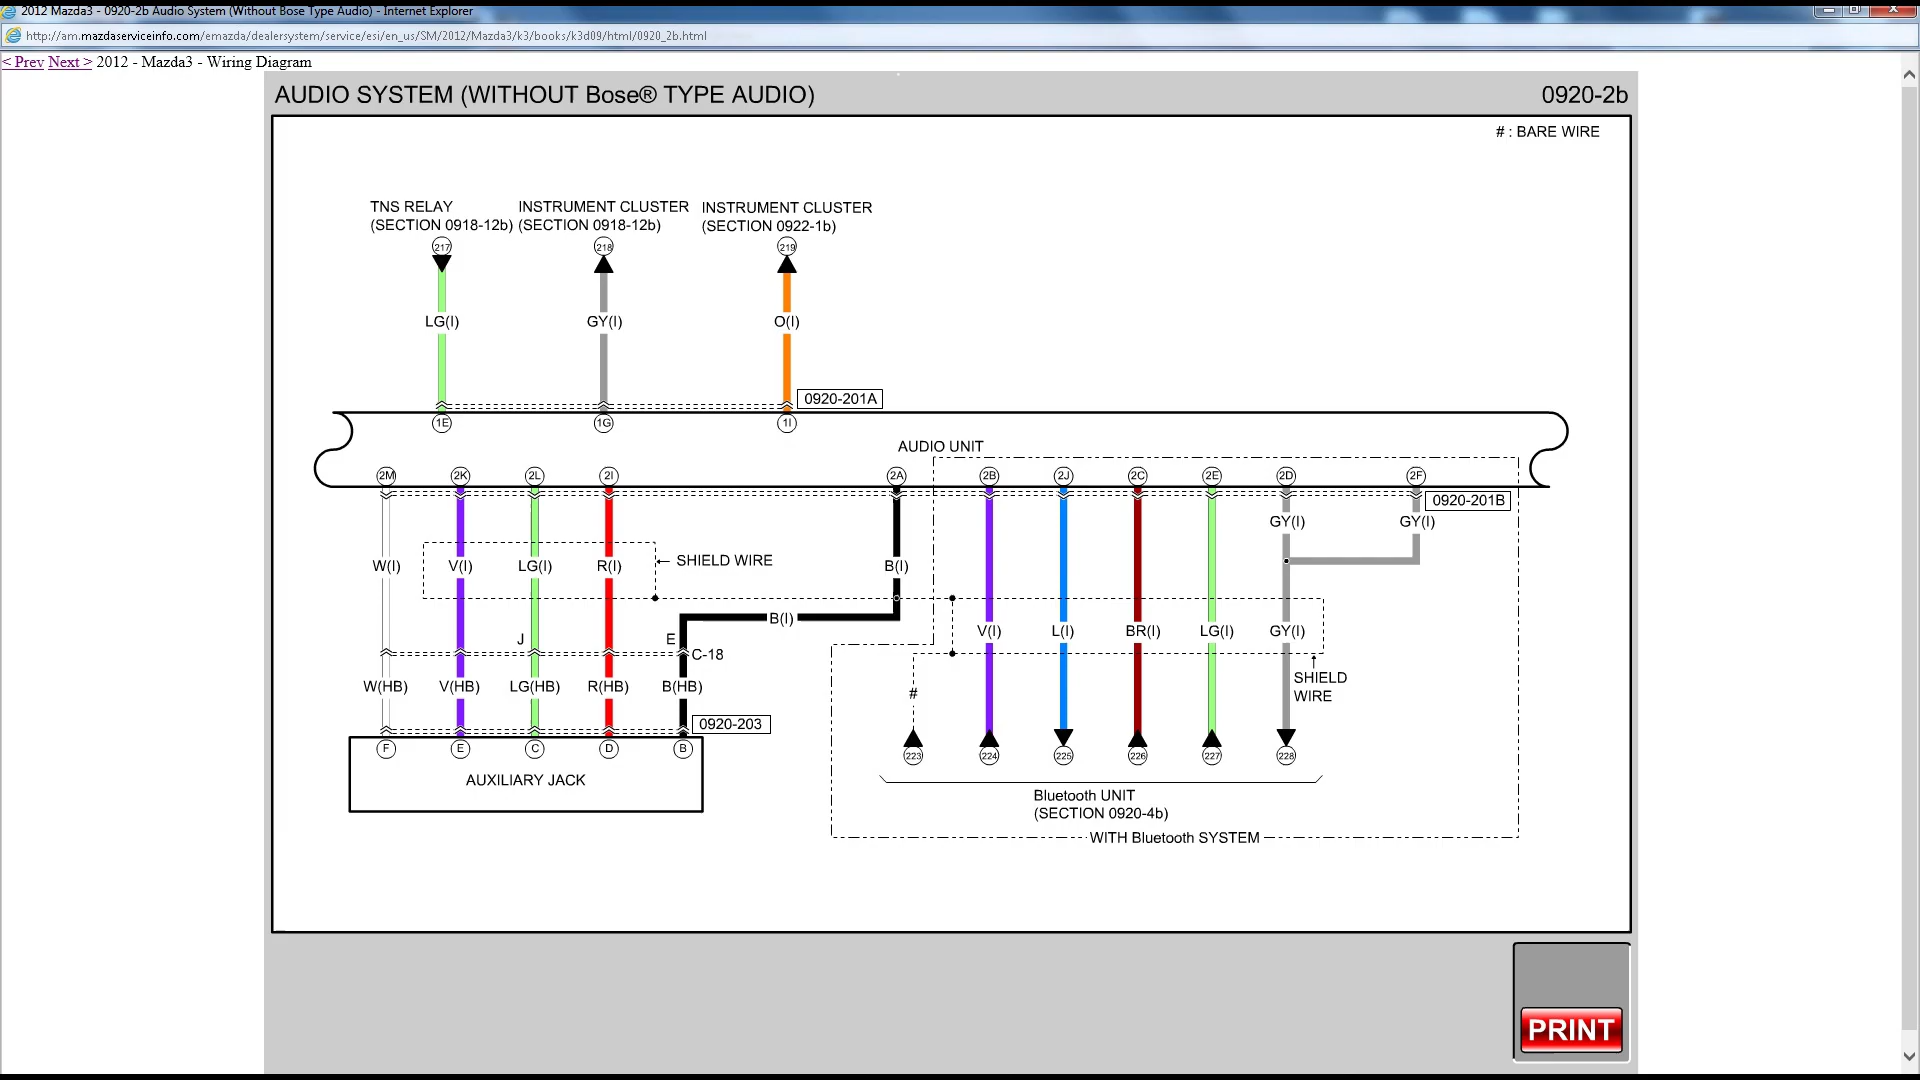 2012 Mazda3 - 0920-2b Audio System (Without Bose Type Audio) - Internet Explorer
http://am.mazdaserviceinfo.com/emazda/dealersystem/service/esi/en_us/SM/2012/Mazda3/k3/books/k3d09/html/0920_2b.html
< Prev Next > 2012 - Mazda3 - Wiring Diagram
AUDIO SYSTEM (WITHOUT Bose® TYPE AUDIO) 0920-2b
# : BARE WIRE
TNS RELAY INSTRUMENT CLUSTER INSTRUMENT CLUSTER
(SECTION 0918-12b) (SECTION 0918-12b) (SECTION 0922-1b)
217 218 219
LG(I) GY(I) O(I)
0920-201A
1E 1G 1I
AUDIO UNIT
2M 2K 2L 2I 2A 2B 2J 2C 2E 2D 2F
0920-201B
GY(I) GY(I)
SHIELD WIRE
W(I) V(I) LG(I) R(I) B(I)
B(I)
V(I) L(I) BR(I) LG(I) GY(I)
J E
C-18
SHIELD
WIRE
W(HB) V(HB) LG(HB) R(HB) B(HB) #
0920-203
F E C D B 223 224 225 226 227 228
AUXILIARY JACK
Bluetooth UNIT
(SECTION 0920-4b)
WITH Bluetooth SYSTEM
PRINT